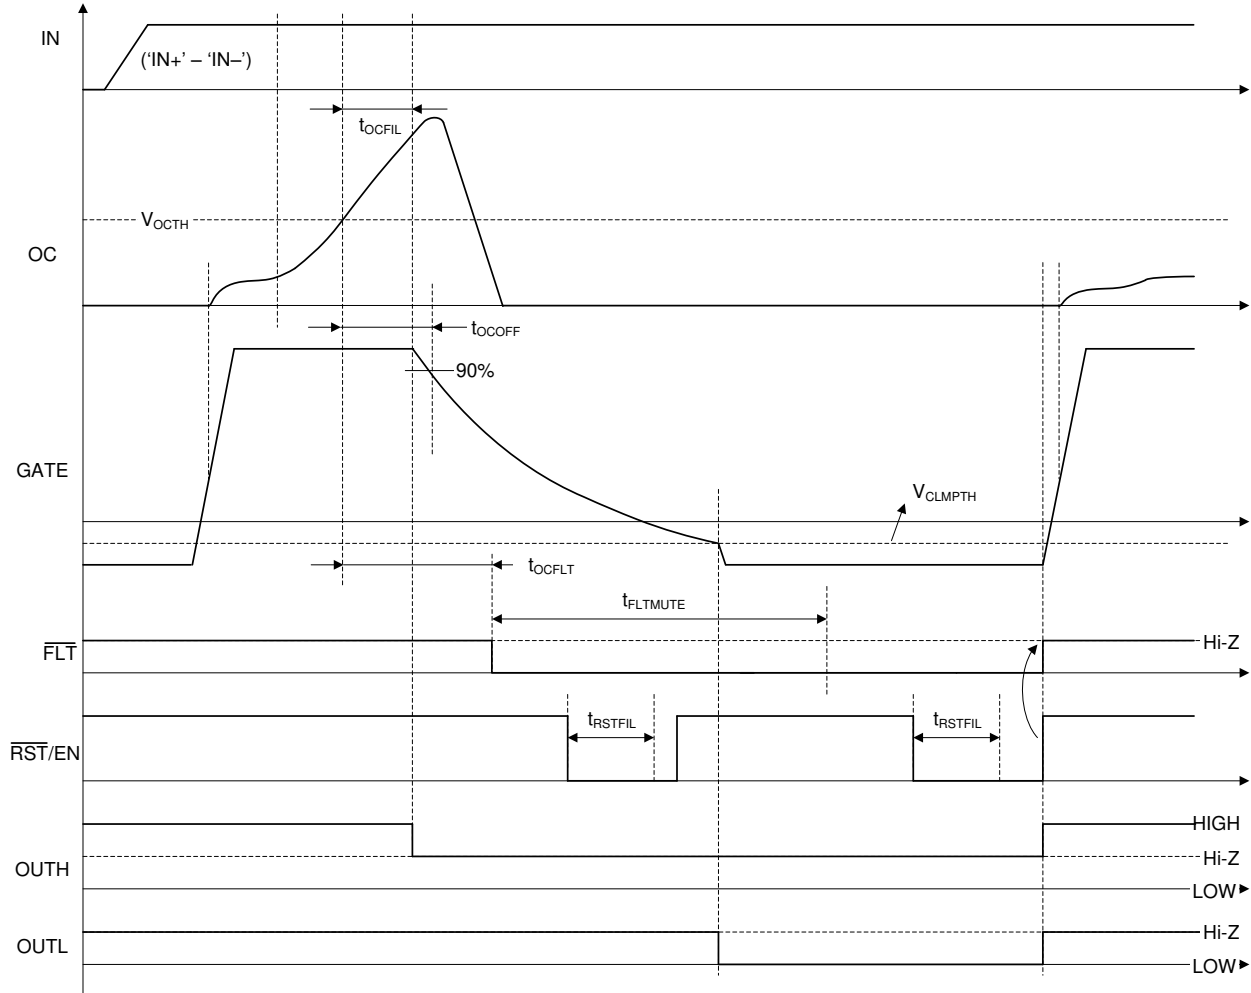 IN
('IN+' – 'IN–')
tOCFIL
VOCTH
OC
tOCOFF
90%
GATE
VCLMPTH
tOCFLT
tFLTMUTE
FLT
Hi-Z
tRSTFIL
tRSTFIL
RST/EN
HIGH
Hi-Z
OUTH
LOW
Hi-Z
OUTL
LOW